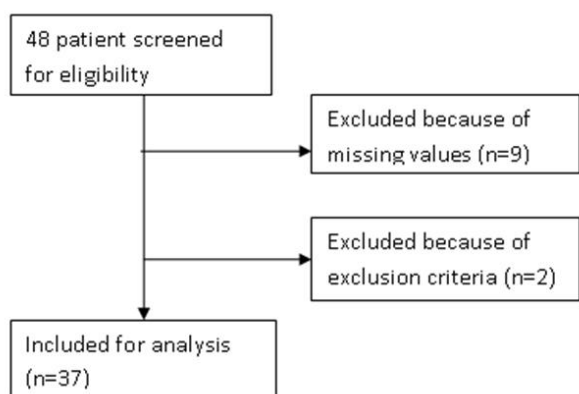 48 patient screened
for eligibility
Excluded because of
missing values (n=9)
Excluded because of
exclusion criteria (n=2)
Included for analysis
(n=37)